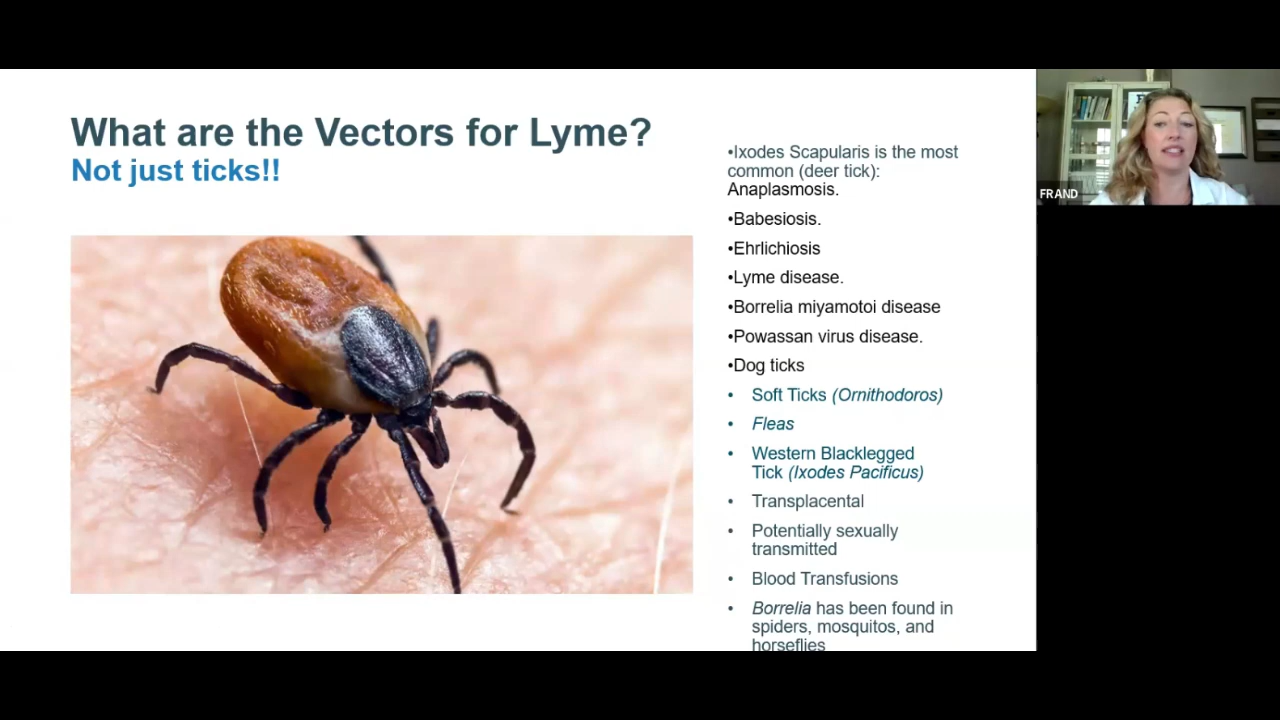 What are the Vectors for Lyme?
Not just ticks!!
•Ixodes Scapularis is the most
common (deer tick):
Anaplasmosis.
•Babesiosis.
•Ehrlichiosis
•Lyme disease.
•Borrelia miyamotoi disease
•Powassan virus disease.
•Dog ticks
• Soft Ticks (Ornithodoros)
• Fleas
• Western Blacklegged
Tick (Ixodes Pacificus)
• Transplacental
• Potentially sexually
transmitted
• Blood Transfusions
• Borrelia has been found in
spiders, mosquitos, and
horseflies
FRAND